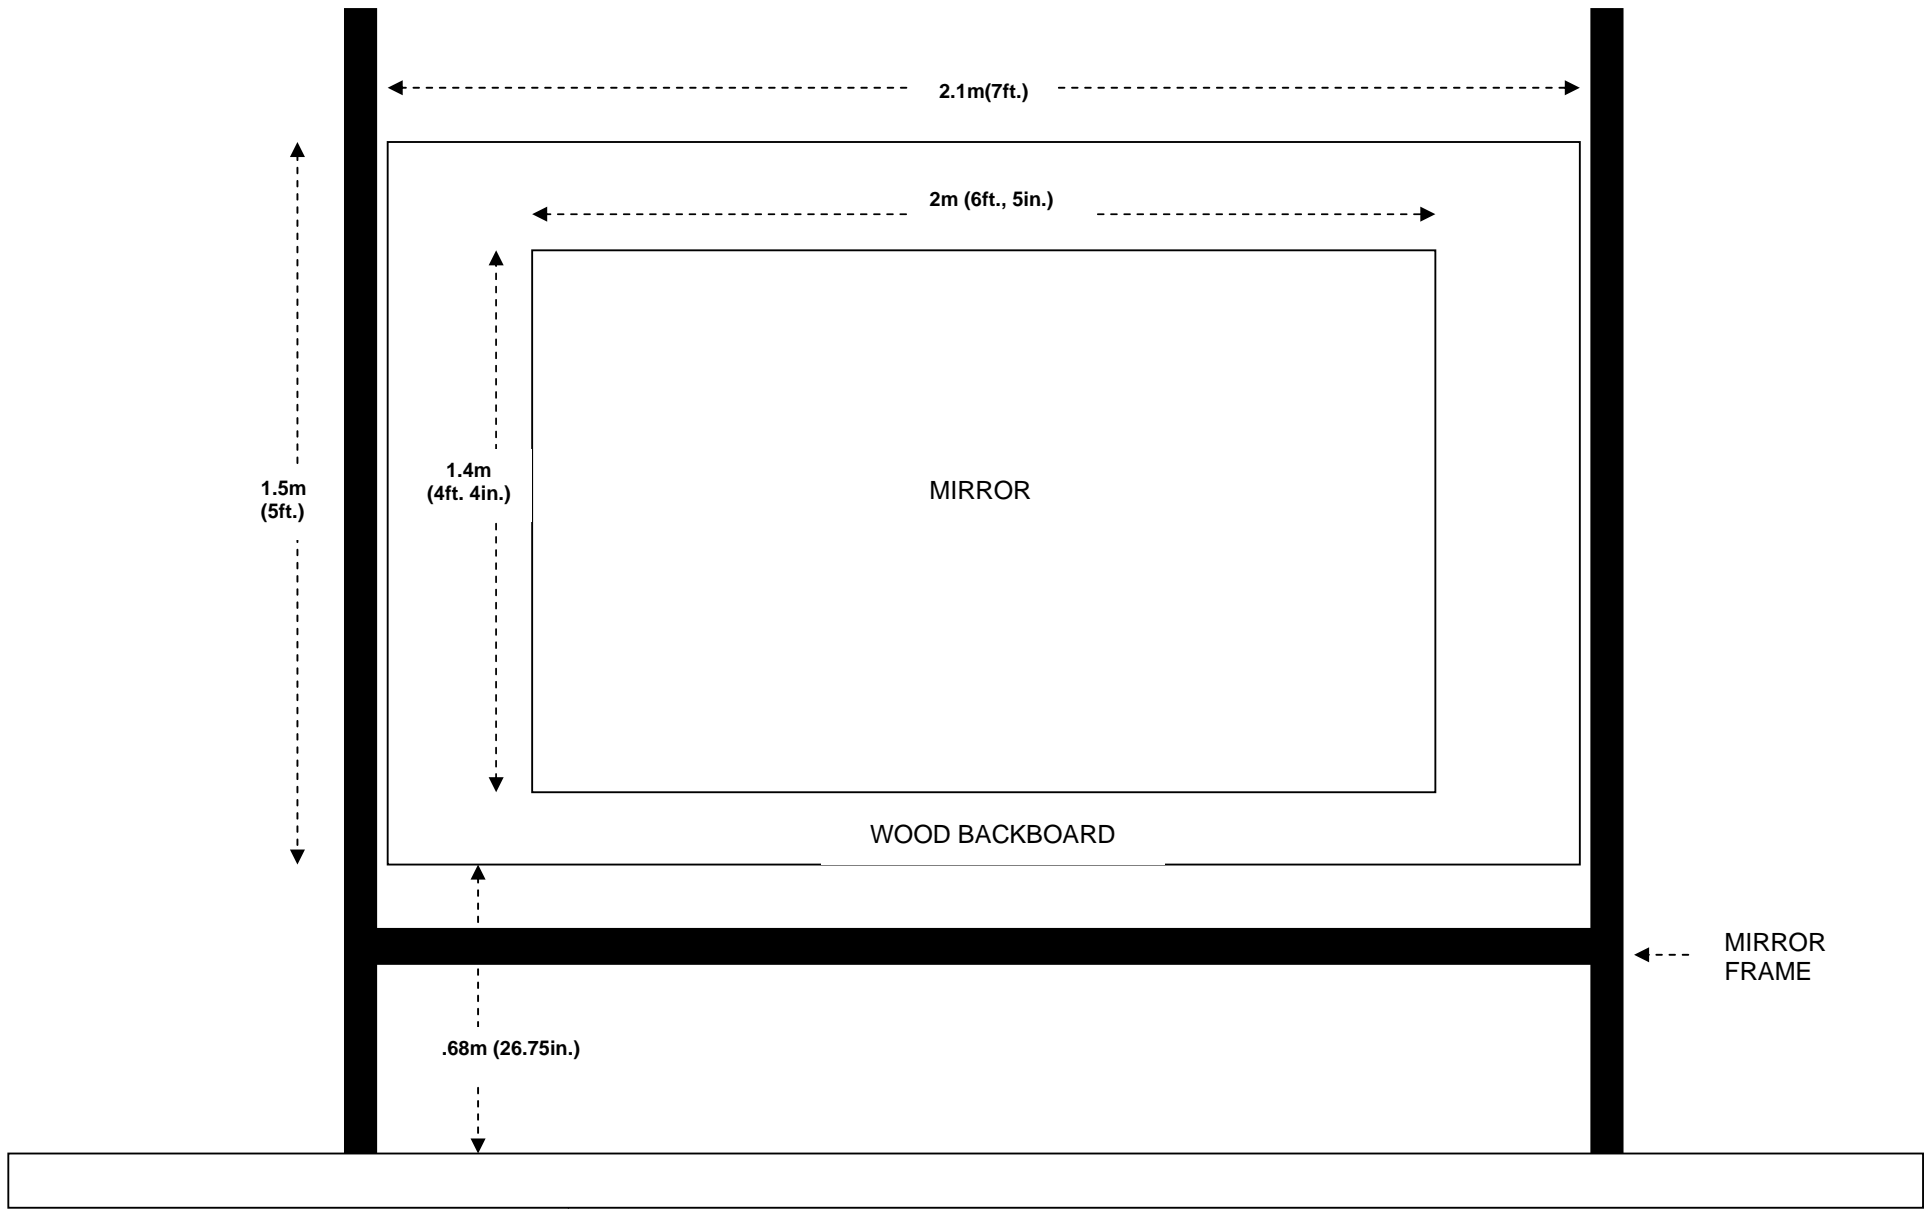 2.1m(7ft.)
2m (6ft., 5in.)
1.4m
(4ft. 4in.)
1.5m
(5ft.)
MIRROR
WOOD BACKBOARD
MIRROR
FRAME
.68m (26.75in.)